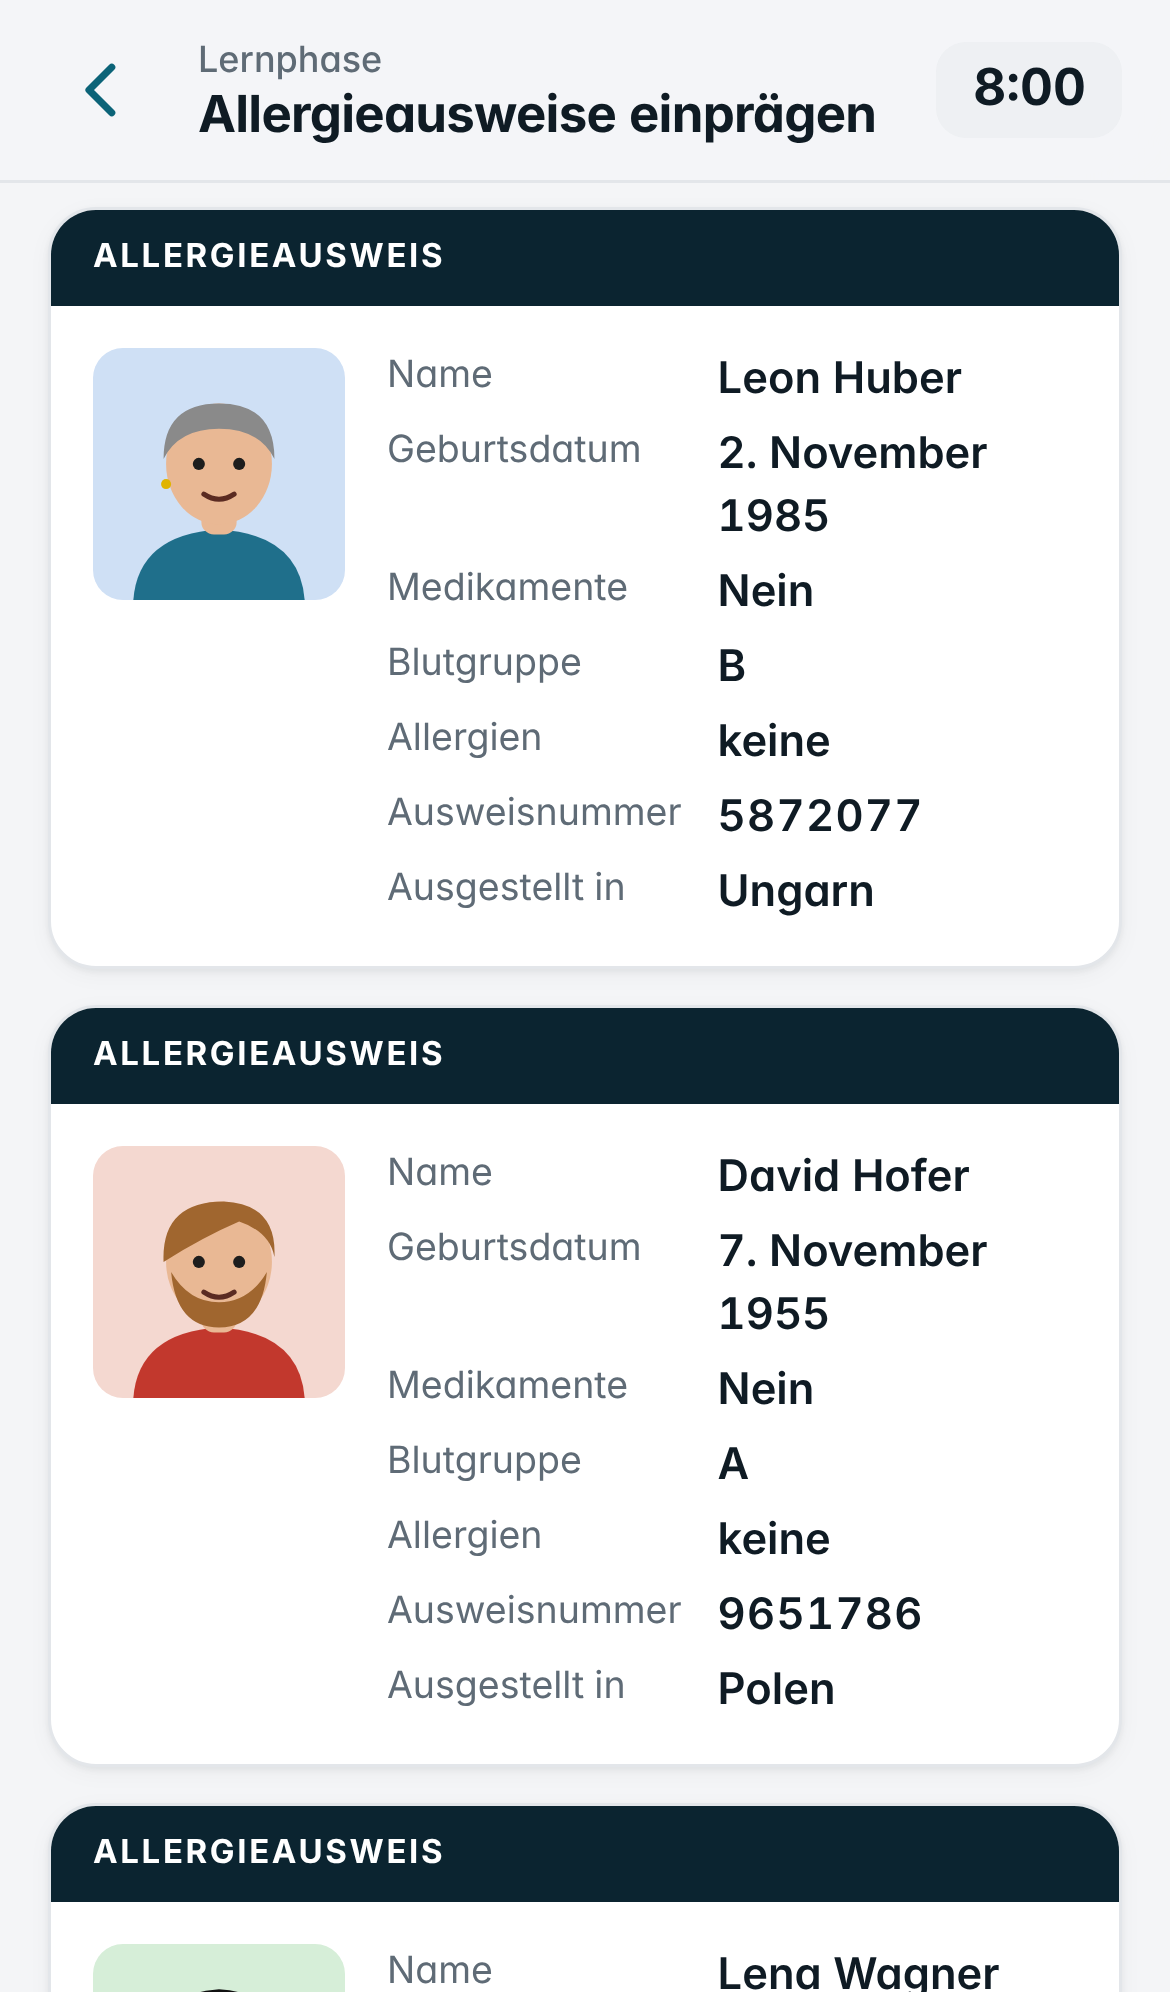 Lernphase
Allergieausweise einprägen
8:00
ALLERGIEAUSWEIS
Name Leon Huber
Geburtsdatum 2. November
1985
Medikamente Nein
Blutgruppe B
Allergien keine
Ausweisnummer 5872077
Ausgestellt in Ungarn
ALLERGIEAUSWEIS
Name David Hofer
Geburtsdatum 7. November
1955
Medikamente Nein
Blutgruppe A
Allergien keine
Ausweisnummer 9651786
Ausgestellt in Polen
ALLERGIEAUSWEIS
Name Lena Wagner